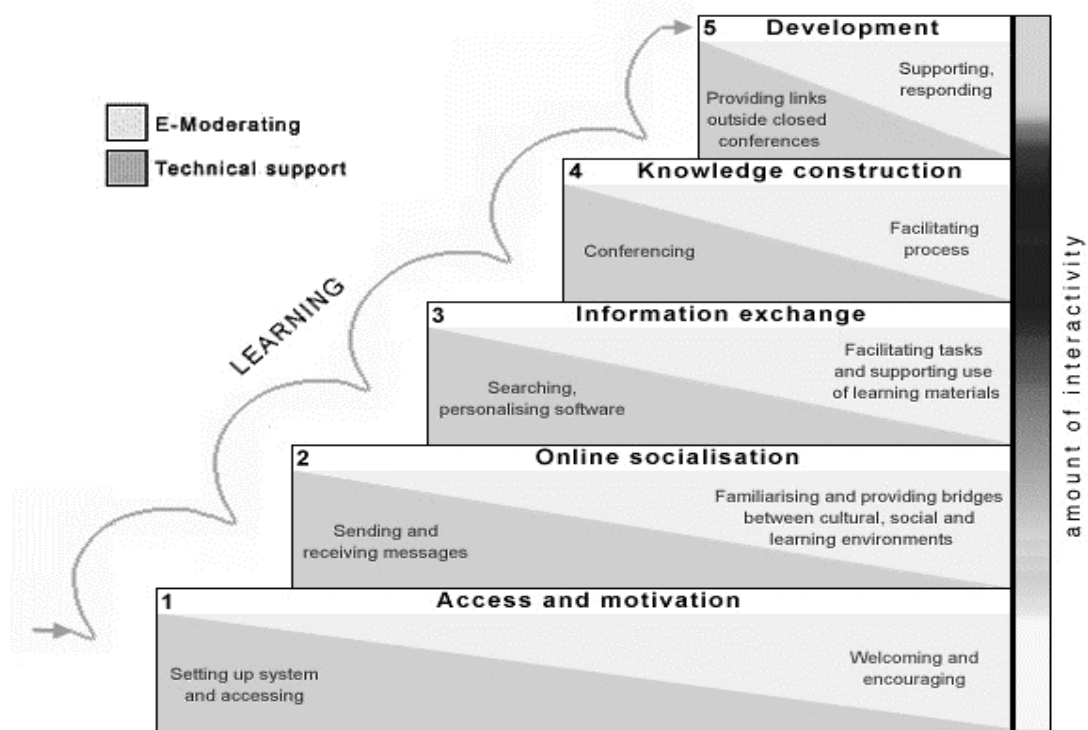 5 Development
Supporting,
responding
Providing links
outside closed
conferences
E-Moderating
Technical support
4 Knowledge construction
Facilitating
process
Conferencing
LEARNING
3 Information exchange
Facilitating tasks
and supporting use
of learning materials
Searching,
personalising software
2 Online socialisation
Familiarising and providing bridges
between cultural, social and
learning environments
Sending and
receiving messages
1 Access and motivation
Welcoming and
encouraging
Setting up system
and accessing
amount of interactivity